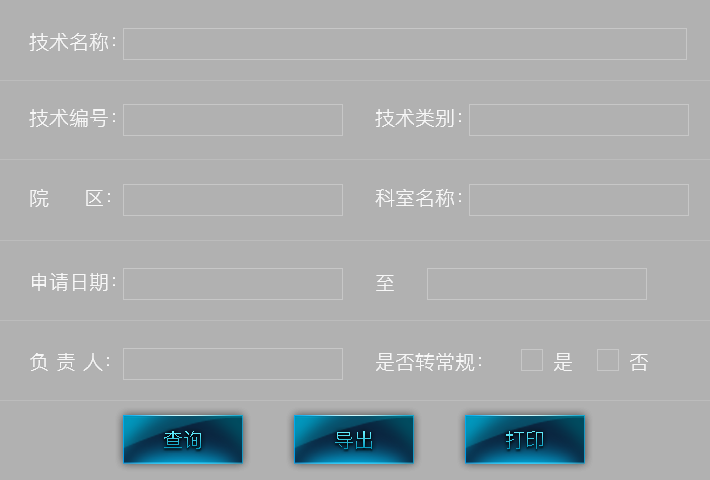 技术名称:
技术编号: 技术类别:
院 区: 科室名称:
申请日期: 至
负 责 人: 是否转常规: 是 否
查询 导出 打印